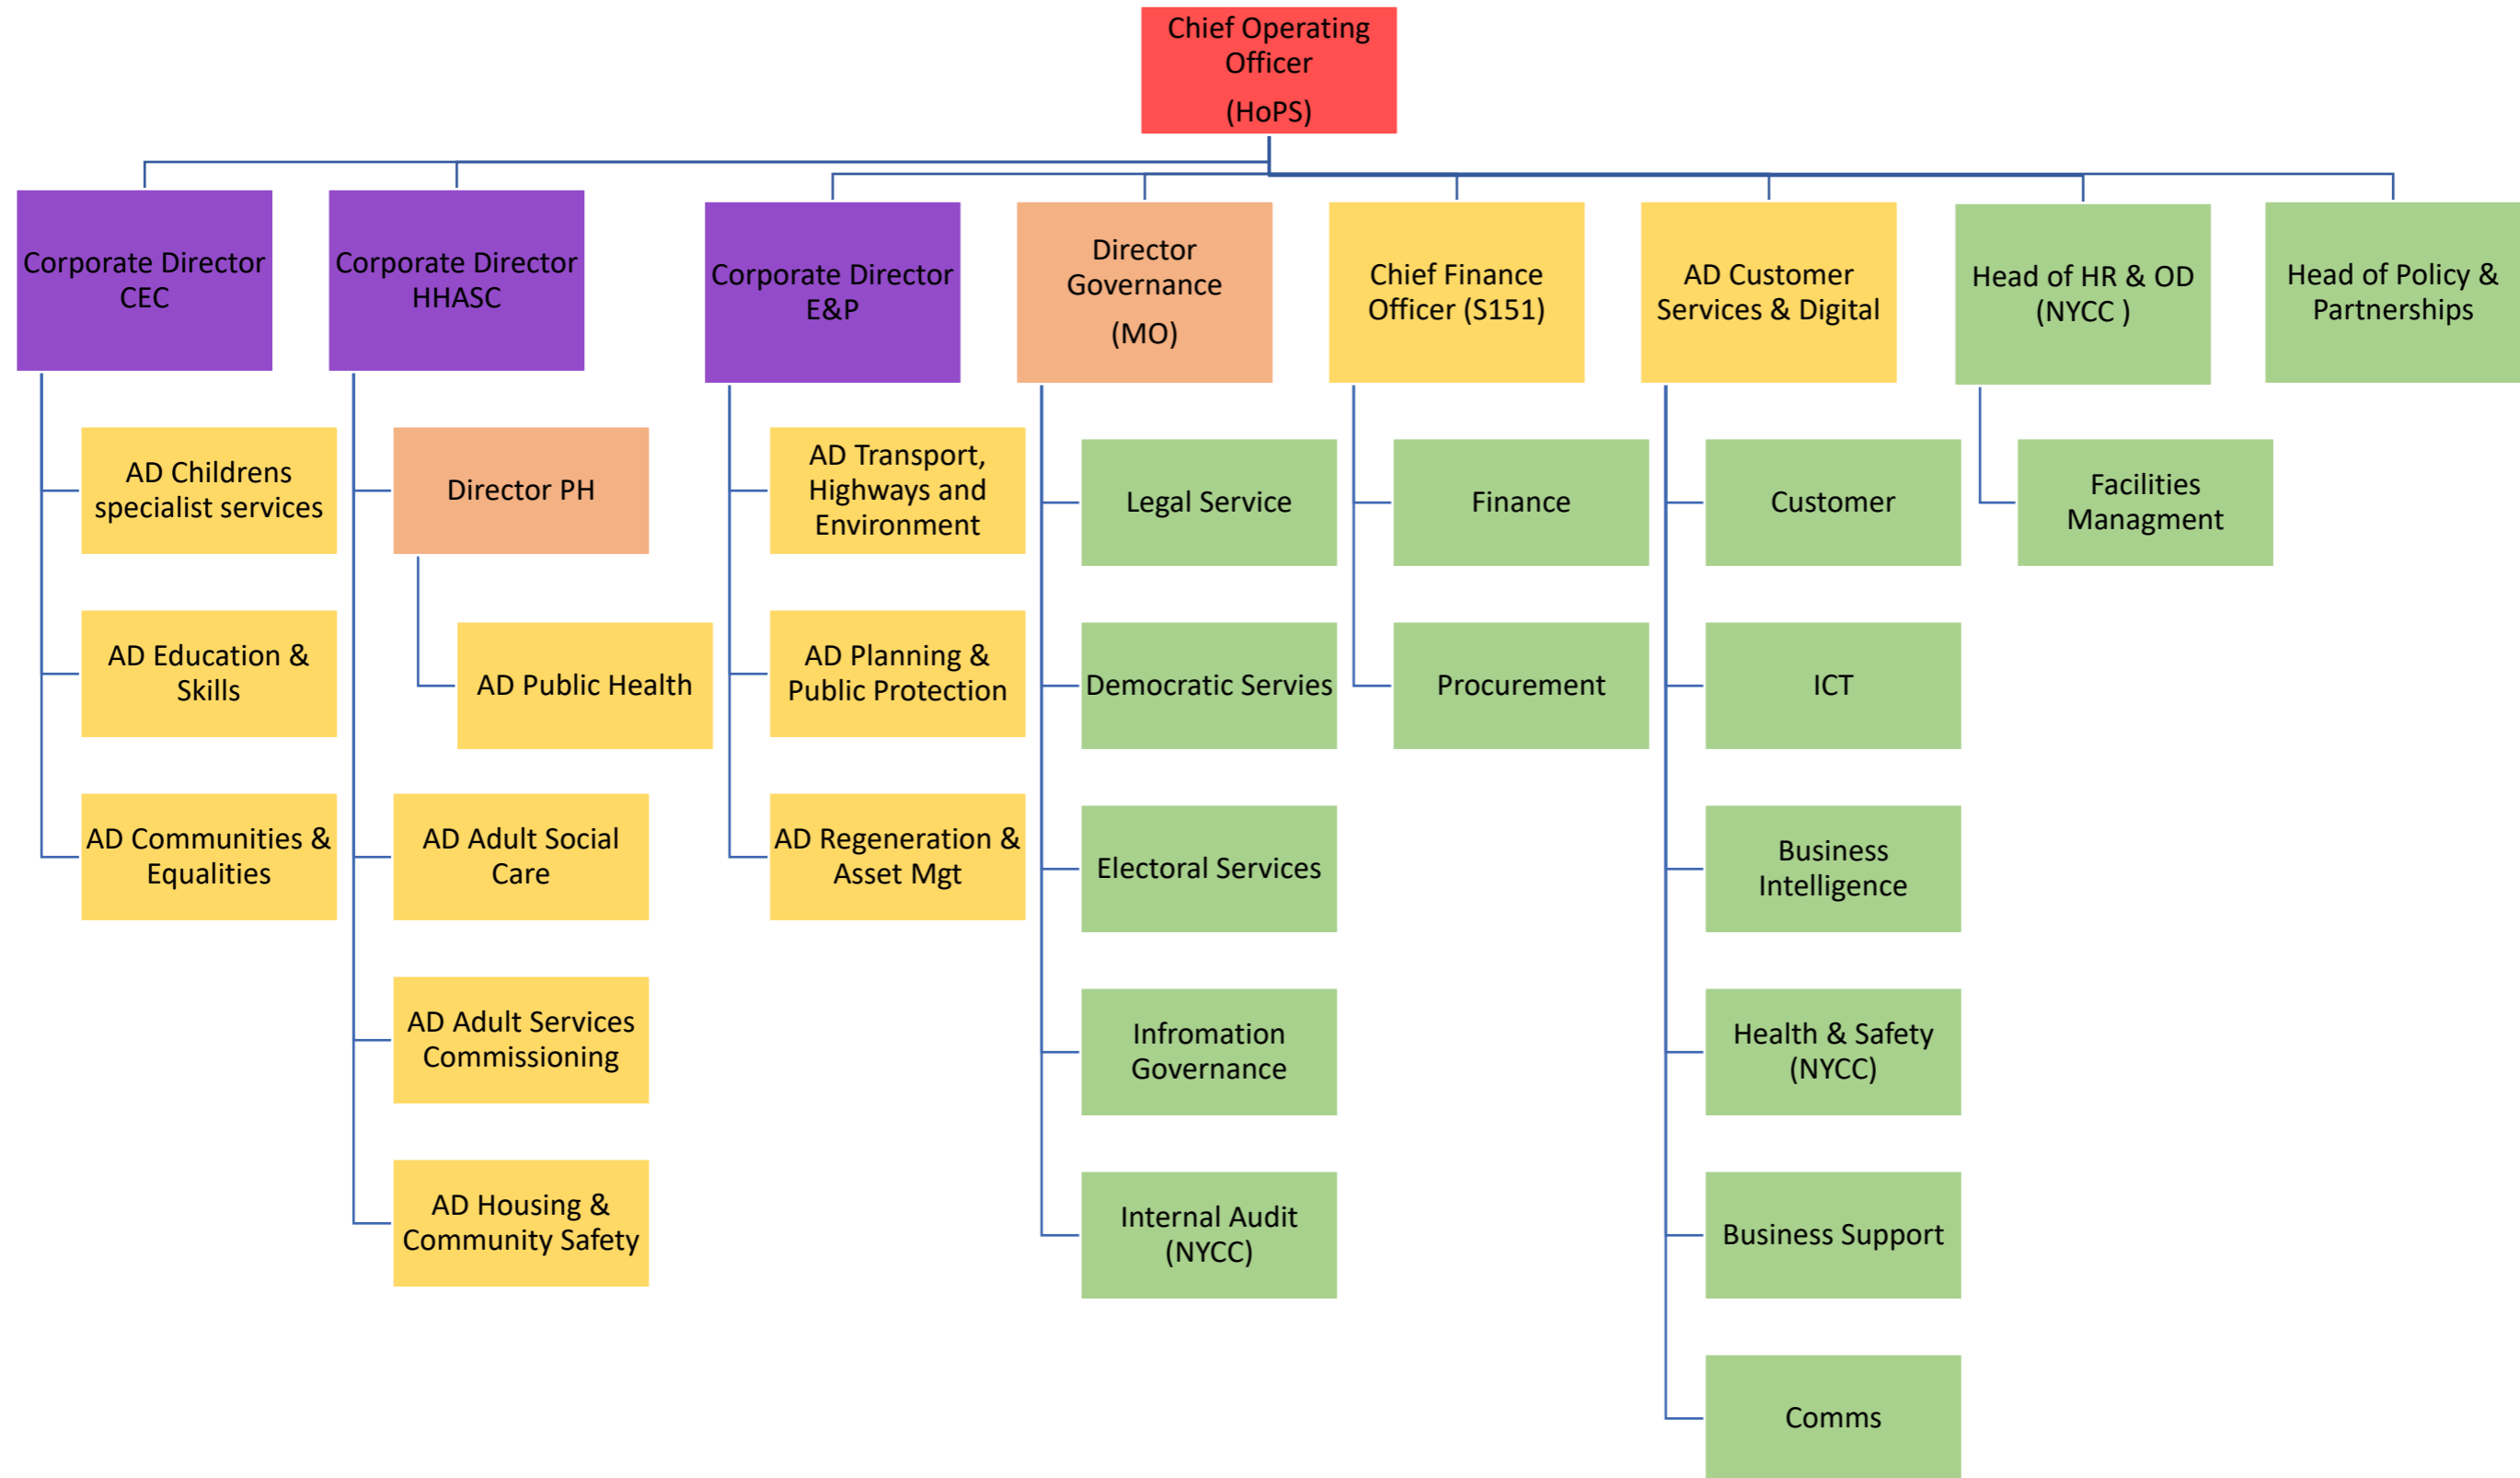 Chief Operating
Officer
(HoPS)
Corporate Director
CEC
Corporate Director
HHASC
Corporate Director
E&P
Director
Governance
(MO)
Chief Finance
Officer (S151)
AD Customer
Services & Digital
Head of HR & OD
(NYCC )
Head of Policy &
Partnerships
AD Childrens
specialist services
AD Education &
Skills
AD Communities &
Equalities
Director PH
AD Public Health
AD Adult Social
Care
AD Adult Services
Commissioning
AD Housing &
Community Safety
AD Transport,
Highways and
Environment
AD Planning &
Public Protection
AD Regeneration &
Asset Mgt
Legal Service
Democratic Servies
Electoral Services
Infromation
Governance
Internal Audit
(NYCC)
Finance
Procurement
Customer
ICT
Business
Intelligence
Health & Safety
(NYCC)
Business Support
Comms
Facilities
Managment